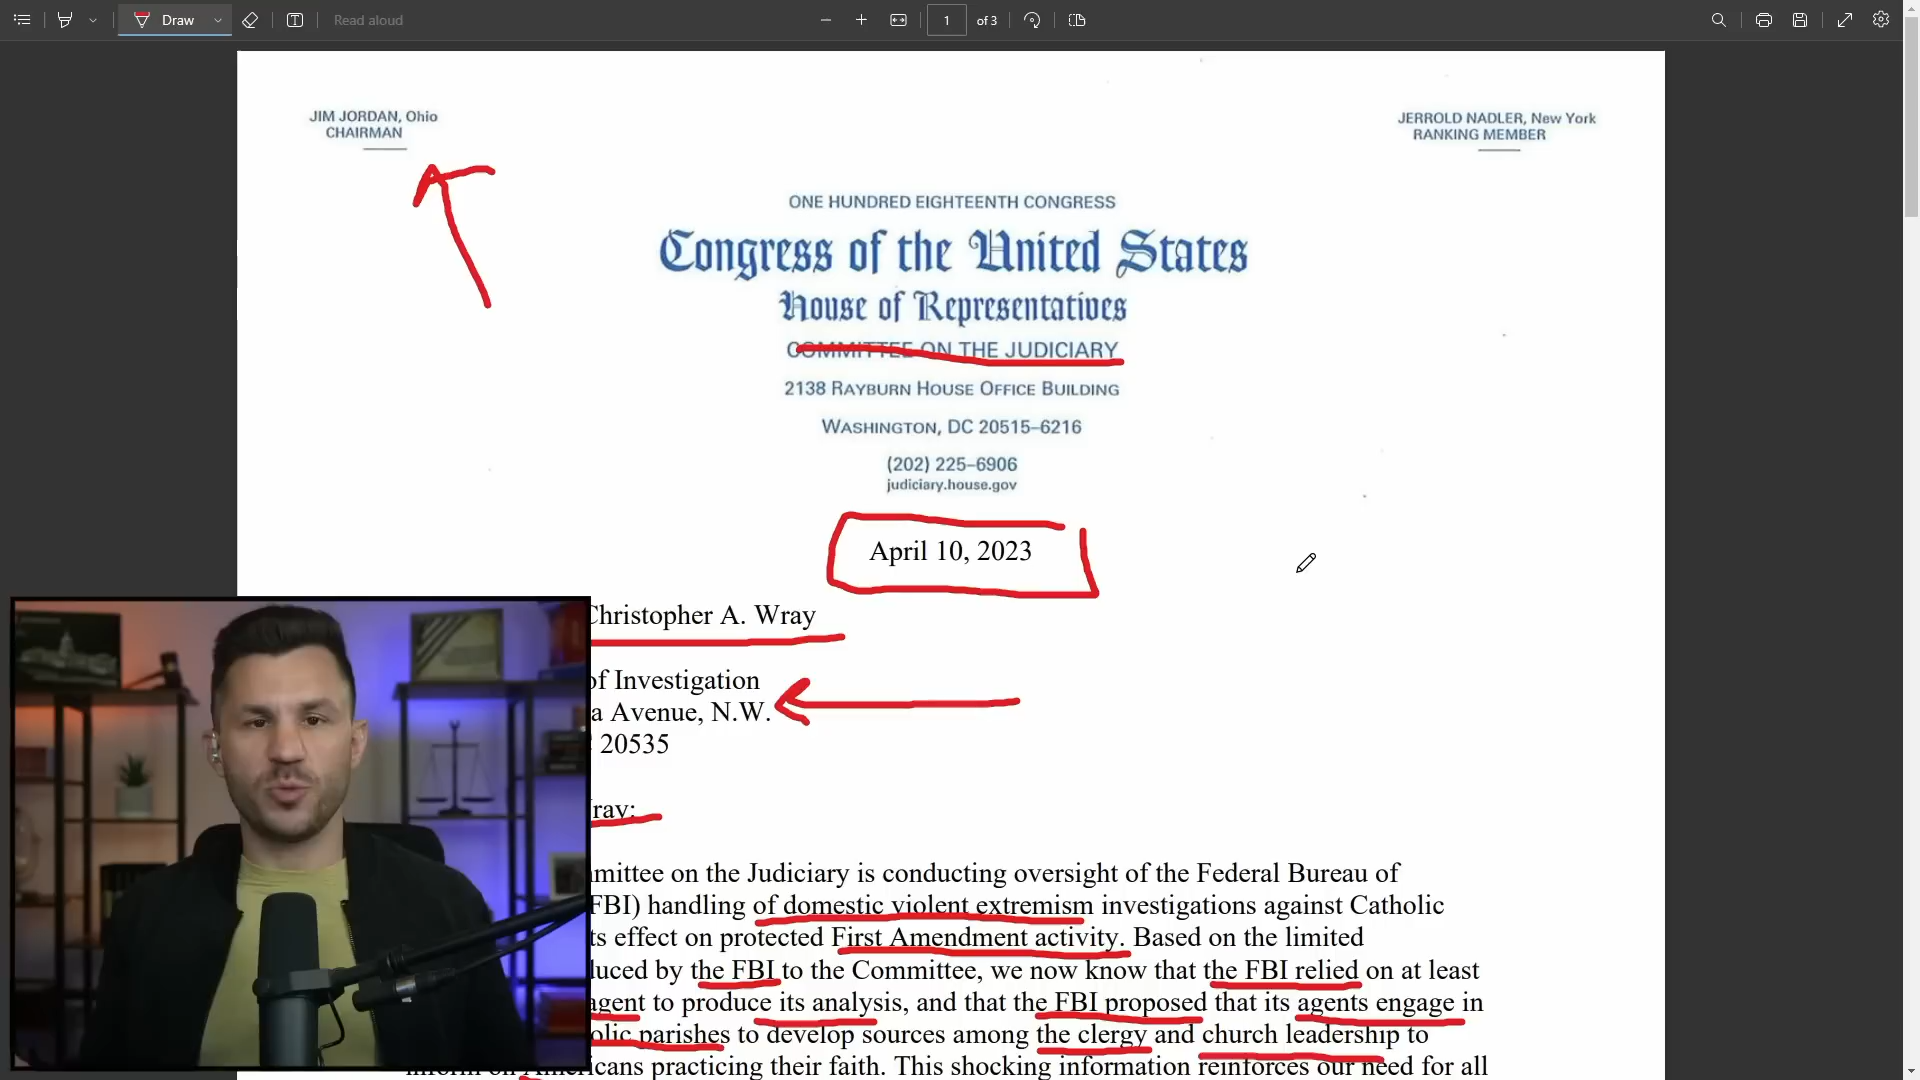 Draw
Read aloud
1
of 3
JIM JORDAN, Ohio
CHAIRMAN
JERROLD NADLER, New York
RANKING MEMBER
ONE HUNDRED EIGHTEENTH CONGRESS
Congress of the United States
House of Representatives
COMMITTEE ON THE JUDICIARY
2138 RAYBURN HOUSE OFFICE BUILDING
WASHINGTON, DC 20515–6216
(202) 225–6906
judiciary.house.gov
April 10, 2023
Christopher A. Wray
of Investigation
a Avenue, N.W.
20535
ray:
mittee on the Judiciary is conducting oversight of the Federal Bureau of
FBI) handling of domestic violent extremism investigations against Catholic
ts effect on protected First Amendment activity. Based on the limited
duced by the FBI to the Committee, we now know that the FBI relied on at least
agent to produce its analysis, and that the FBI proposed that its agents engage in
olic parishes to develop sources among the clergy and church leadership to
inform on Americans practicing their faith. This shocking information reinforces our need for all